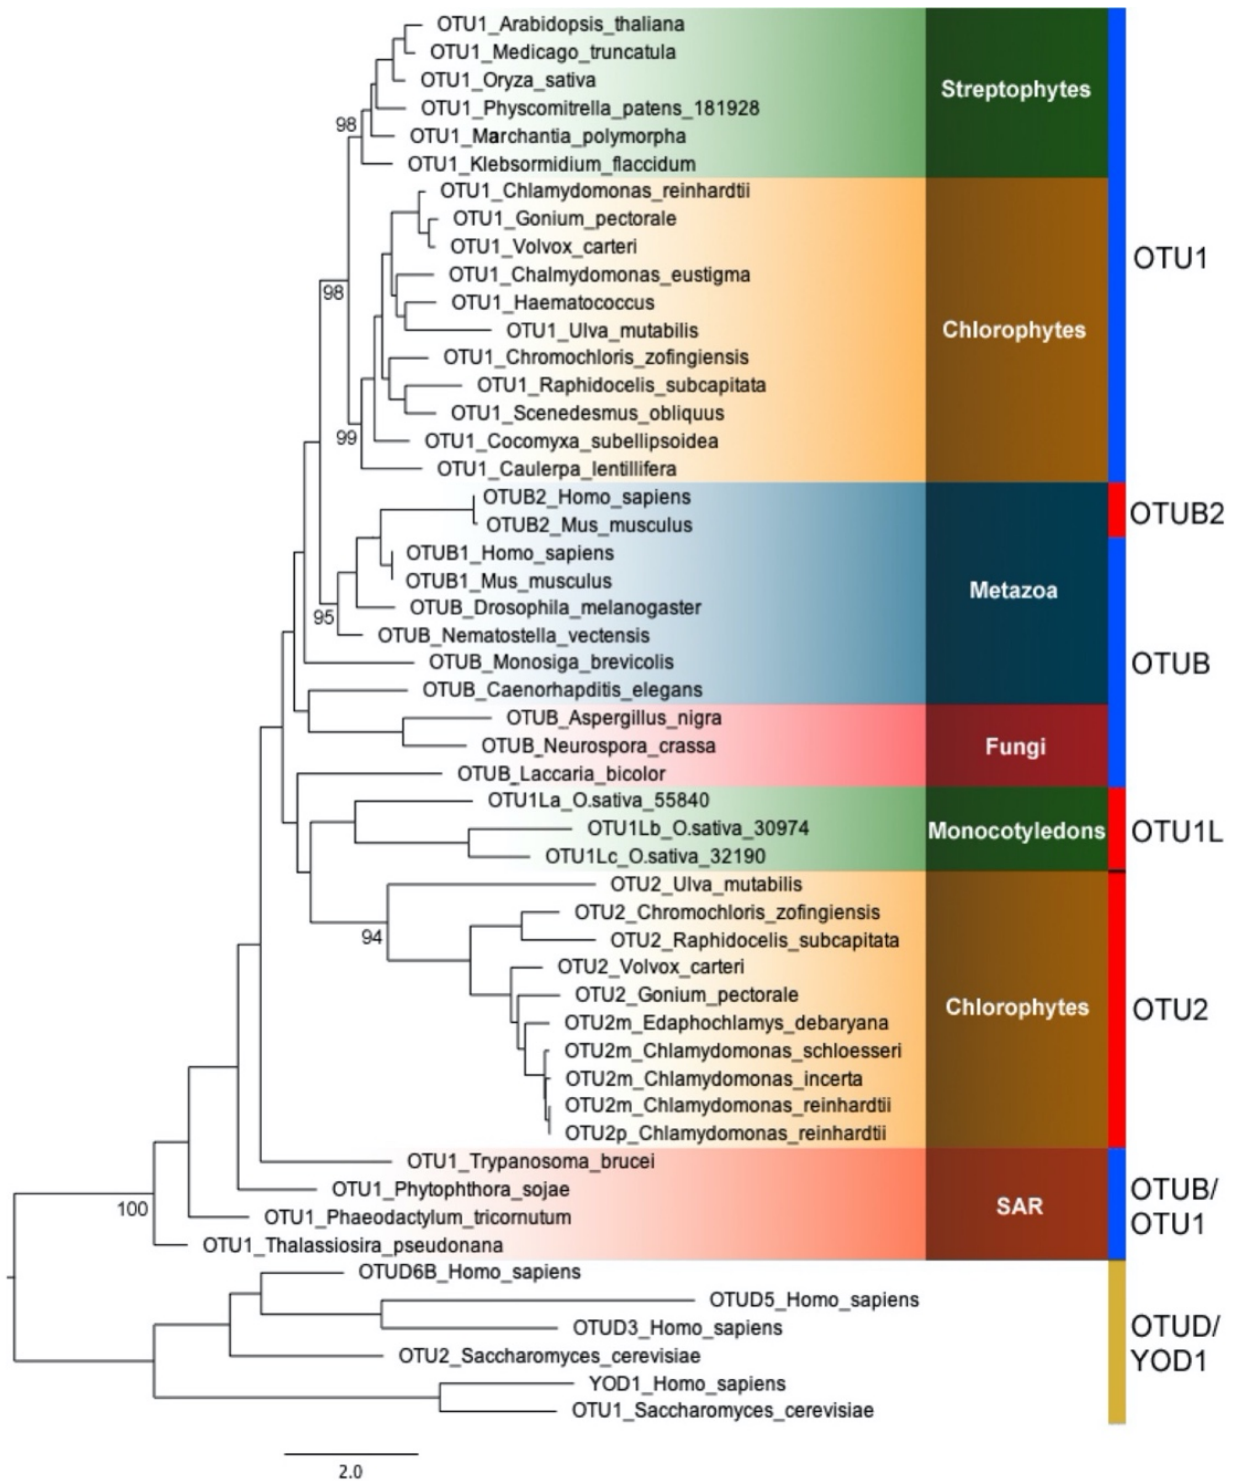 OTU1_Arabidopsis_thaliana
OTU1_Medicago_truncatula
OTU1_Oryza_sativa
OTU1_Physcomitrella_patens_181928
98
OTU1_Marchantia_polymorpha
OTU1_Klebsormidium_flaccidum
Streptophytes
OTU1_Chlamydomonas_reinhardtii
OTU1_Gonium_pectorale
OTU1_Volvox_carteri
OTU1_Chalmydomonas_eustigma
98
OTU1_Haematococcus
OTU1_Ulva_mutabilis
OTU1_Chromochloris_zofingiensis
OTU1_Raphidocelis_subcapitata
OTU1_Scenedesmus_obliquus
99
OTU1_Cocomyxa_subellipsoidea
OTU1_Caulerpa_lentillifera
Chlorophytes
OTU1
OTUB2_Homo_sapiens
OTUB2_Mus_musculus
OTUB2
OTUB1_Homo_sapiens
OTUB1_Mus_musculus
OTUB_Drosophila_melanogaster
95
OTUB_Nematostella_vectensis
OTUB_Monosiga_brevicolis
OTUB_Caenorhapditis_elegans
Metazoa
OTUB
OTUB_Aspergillus_nigra
OTUB_Neurospora_crassa
OTUB_Laccaria_bicolor
Fungi
OTU1La_O.sativa_55840
OTU1Lb_O.sativa_30974
OTU1Lc_O.sativa_32190
Monocotyledons
OTU1L
OTU2_Ulva_mutabilis
OTU2_Chromochloris_zofingiensis
94
OTU2_Raphidocelis_subcapitata
OTU2_Volvox_carteri
OTU2_Gonium_pectorale
OTU2m_Edaphochlamys_debaryana
OTU2m_Chlamydomonas_schloesseri
OTU2m_Chlamydomonas_incerta
OTU2m_Chlamydomonas_reinhardtii
OTU2p_Chlamydomonas_reinhardtii
Chlorophytes
OTU2
OTU1_Trypanosoma_brucei
OTU1_Phytophthora_sojae
100
OTU1_Phaeodactylum_tricornutum
OTU1_Thalassiosira_pseudonana
SAR
OTUB/
OTU1
OTUD6B_Homo_sapiens
OTUD5_Homo_sapiens
OTUD3_Homo_sapiens
OTU2_Saccharomyces_cerevisiae
YOD1_Homo_sapiens
OTU1_Saccharomyces_cerevisiae
OTUD/
YOD1
2.0